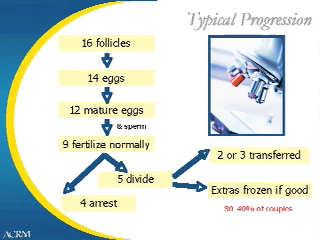 Typical Progression
16 follicles
14 eggs
12 mature eggs
& sperm
9 fertilize normally
5 divide
4 arrest
2 or 3 transferred
Extras frozen if good
30-40% of couples
ACRM